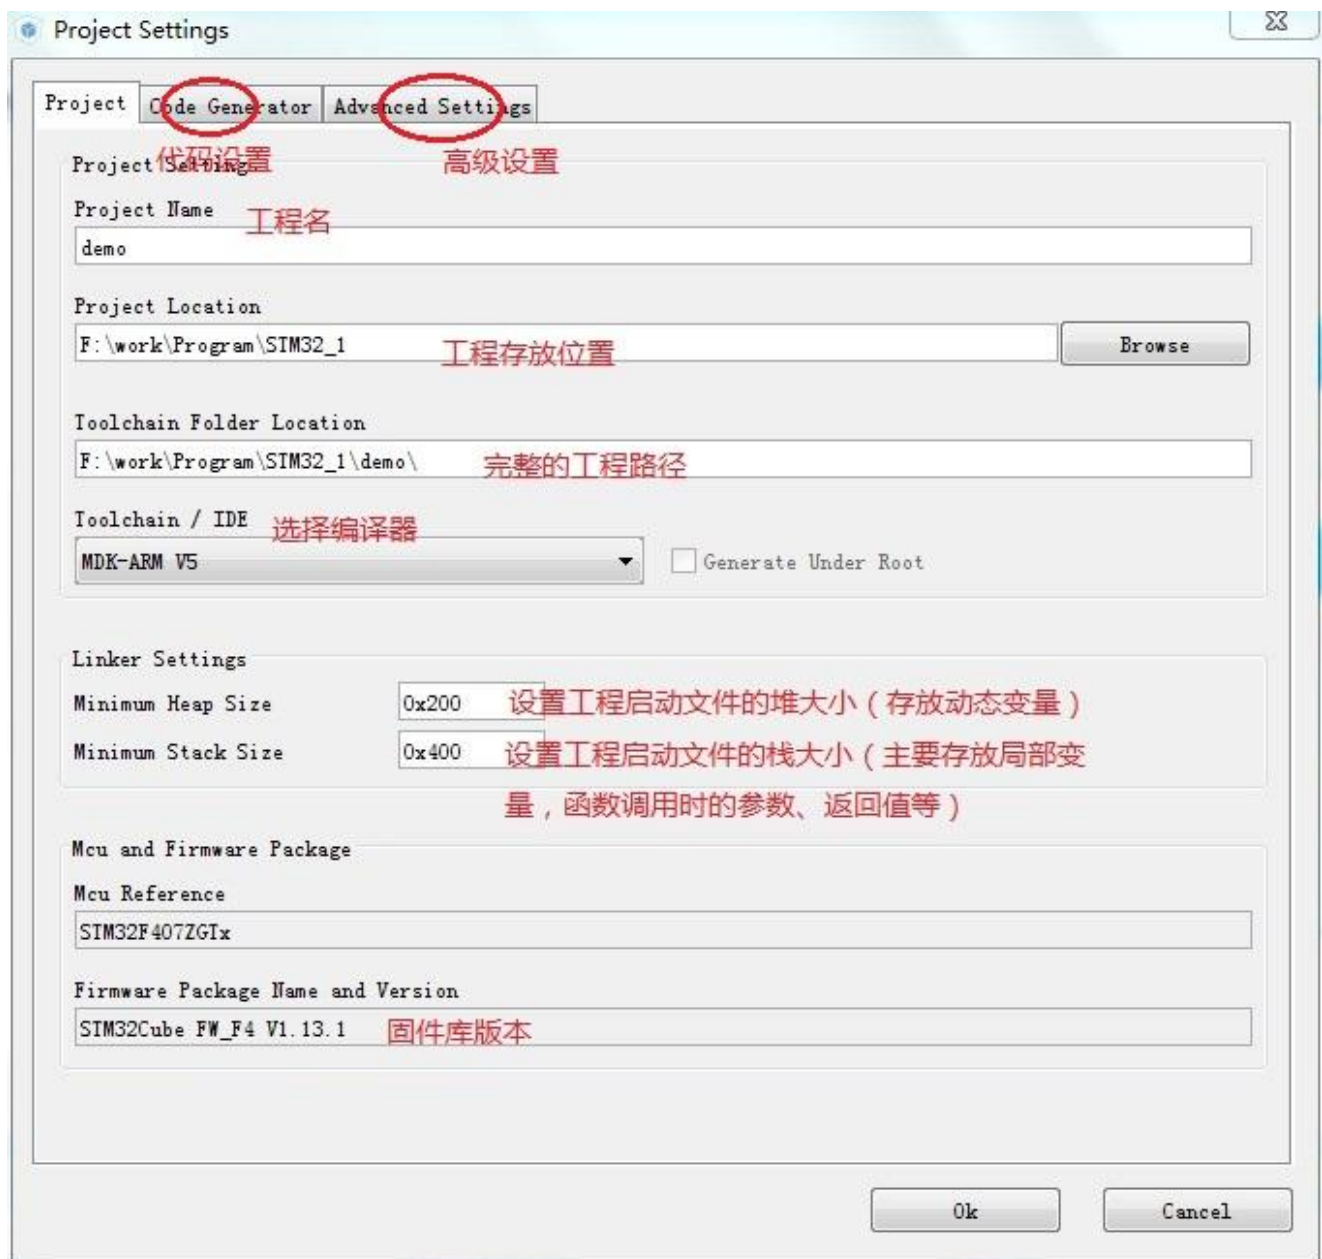 Project Settings
Project Code Generator Advanced Settings
代码设置 高级设置
Project Setting
Project Name 工程名
demo
Project Location
F:\work\Program\STM32_1 工程存放位置 Browse
Toolchain Folder Location
F:\work\Program\STM32_1\demo\ 完整的工程路径
Toolchain / IDE 选择编译器
MDK-ARM V5 Generate Under Root
Linker Settings
Minimum Heap Size 0x200 设置工程启动文件的堆大小（存放动态变量）
Minimum Stack Size 0x400 设置工程启动文件的栈大小（主要存放局部变
量，函数调用时的参数、返回值等）
Mcu and Firmware Package
Mcu Reference
STM32F407ZGTx
Firmware Package Name and Version
STM32Cube FW_F4 V1.13.1 固件库版本
Ok Cancel